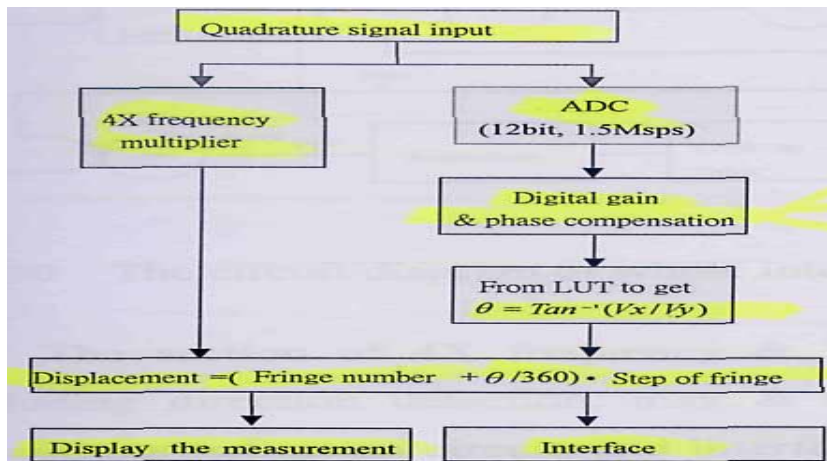 Quadrature signal input
4X frequency
multiplier
ADC
(12bit, 1.5Msps)
Digital gain
& phase compensation
From LUT to get
θ = Tan⁻¹(Vx/Vy)
Displacement =( Fringe number + θ/360)· Step of fringe
Display the measurement
Interface